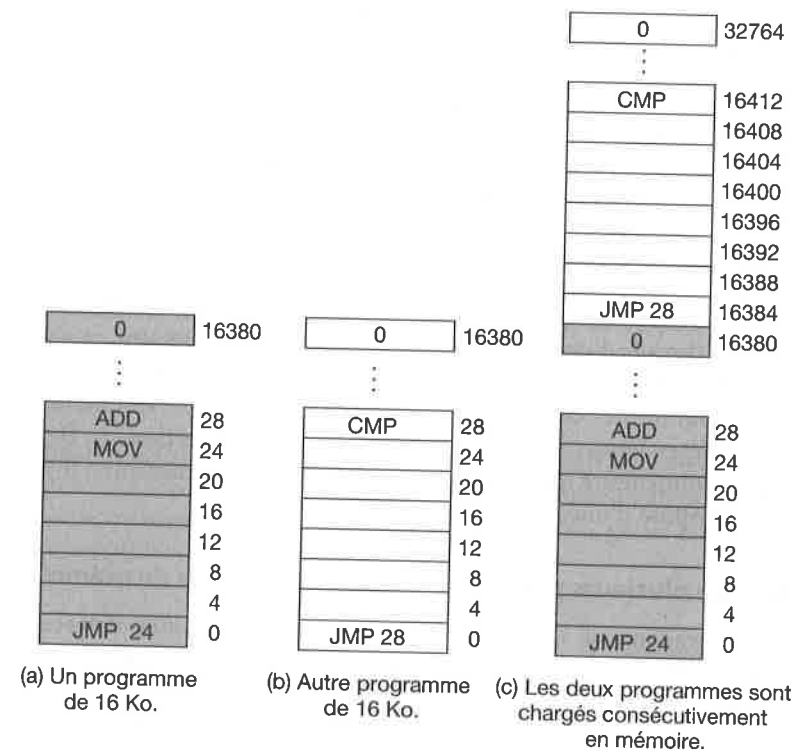 0 16380
ADD 28
MOV 24
20
16
12
8
4
JMP 24 0
(a) Un programme
de 16 Ko.
0 16380
CMP 28
24
20
16
12
8
4
JMP 28 0
(b) Autre programme
de 16 Ko.
0 32764
CMP 16412
16408
16404
16400
16396
16392
16388
JMP 28 16384
0 16380
ADD 28
MOV 24
20
16
12
8
4
JMP 24 0
(c) Les deux programmes sont
chargés consécutivement
en mémoire.